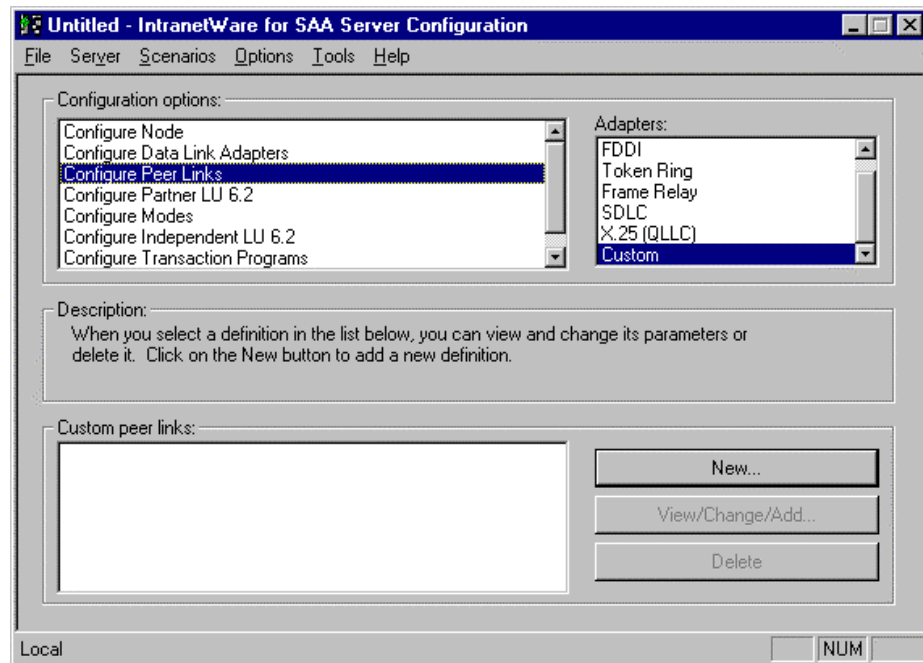 Untitled - IntranetWare for SAA Server Configuration
File Server Scenarios Options Tools Help
Configuration options:
Configure Node
Configure Data Link Adapters
Configure Peer Links
Configure Partner LU 6.2
Configure Modes
Configure Independent LU 6.2
Configure Transaction Programs
Adapters:
FDDI
Token Ring
Frame Relay
SDLC
X.25 (QLLC)
Custom
Description:
When you select a definition in the list below, you can view and change its parameters or
delete it. Click on the New button to add a new definition.
Custom peer links:
New...
View/Change/Add...
Delete
Local
NUM